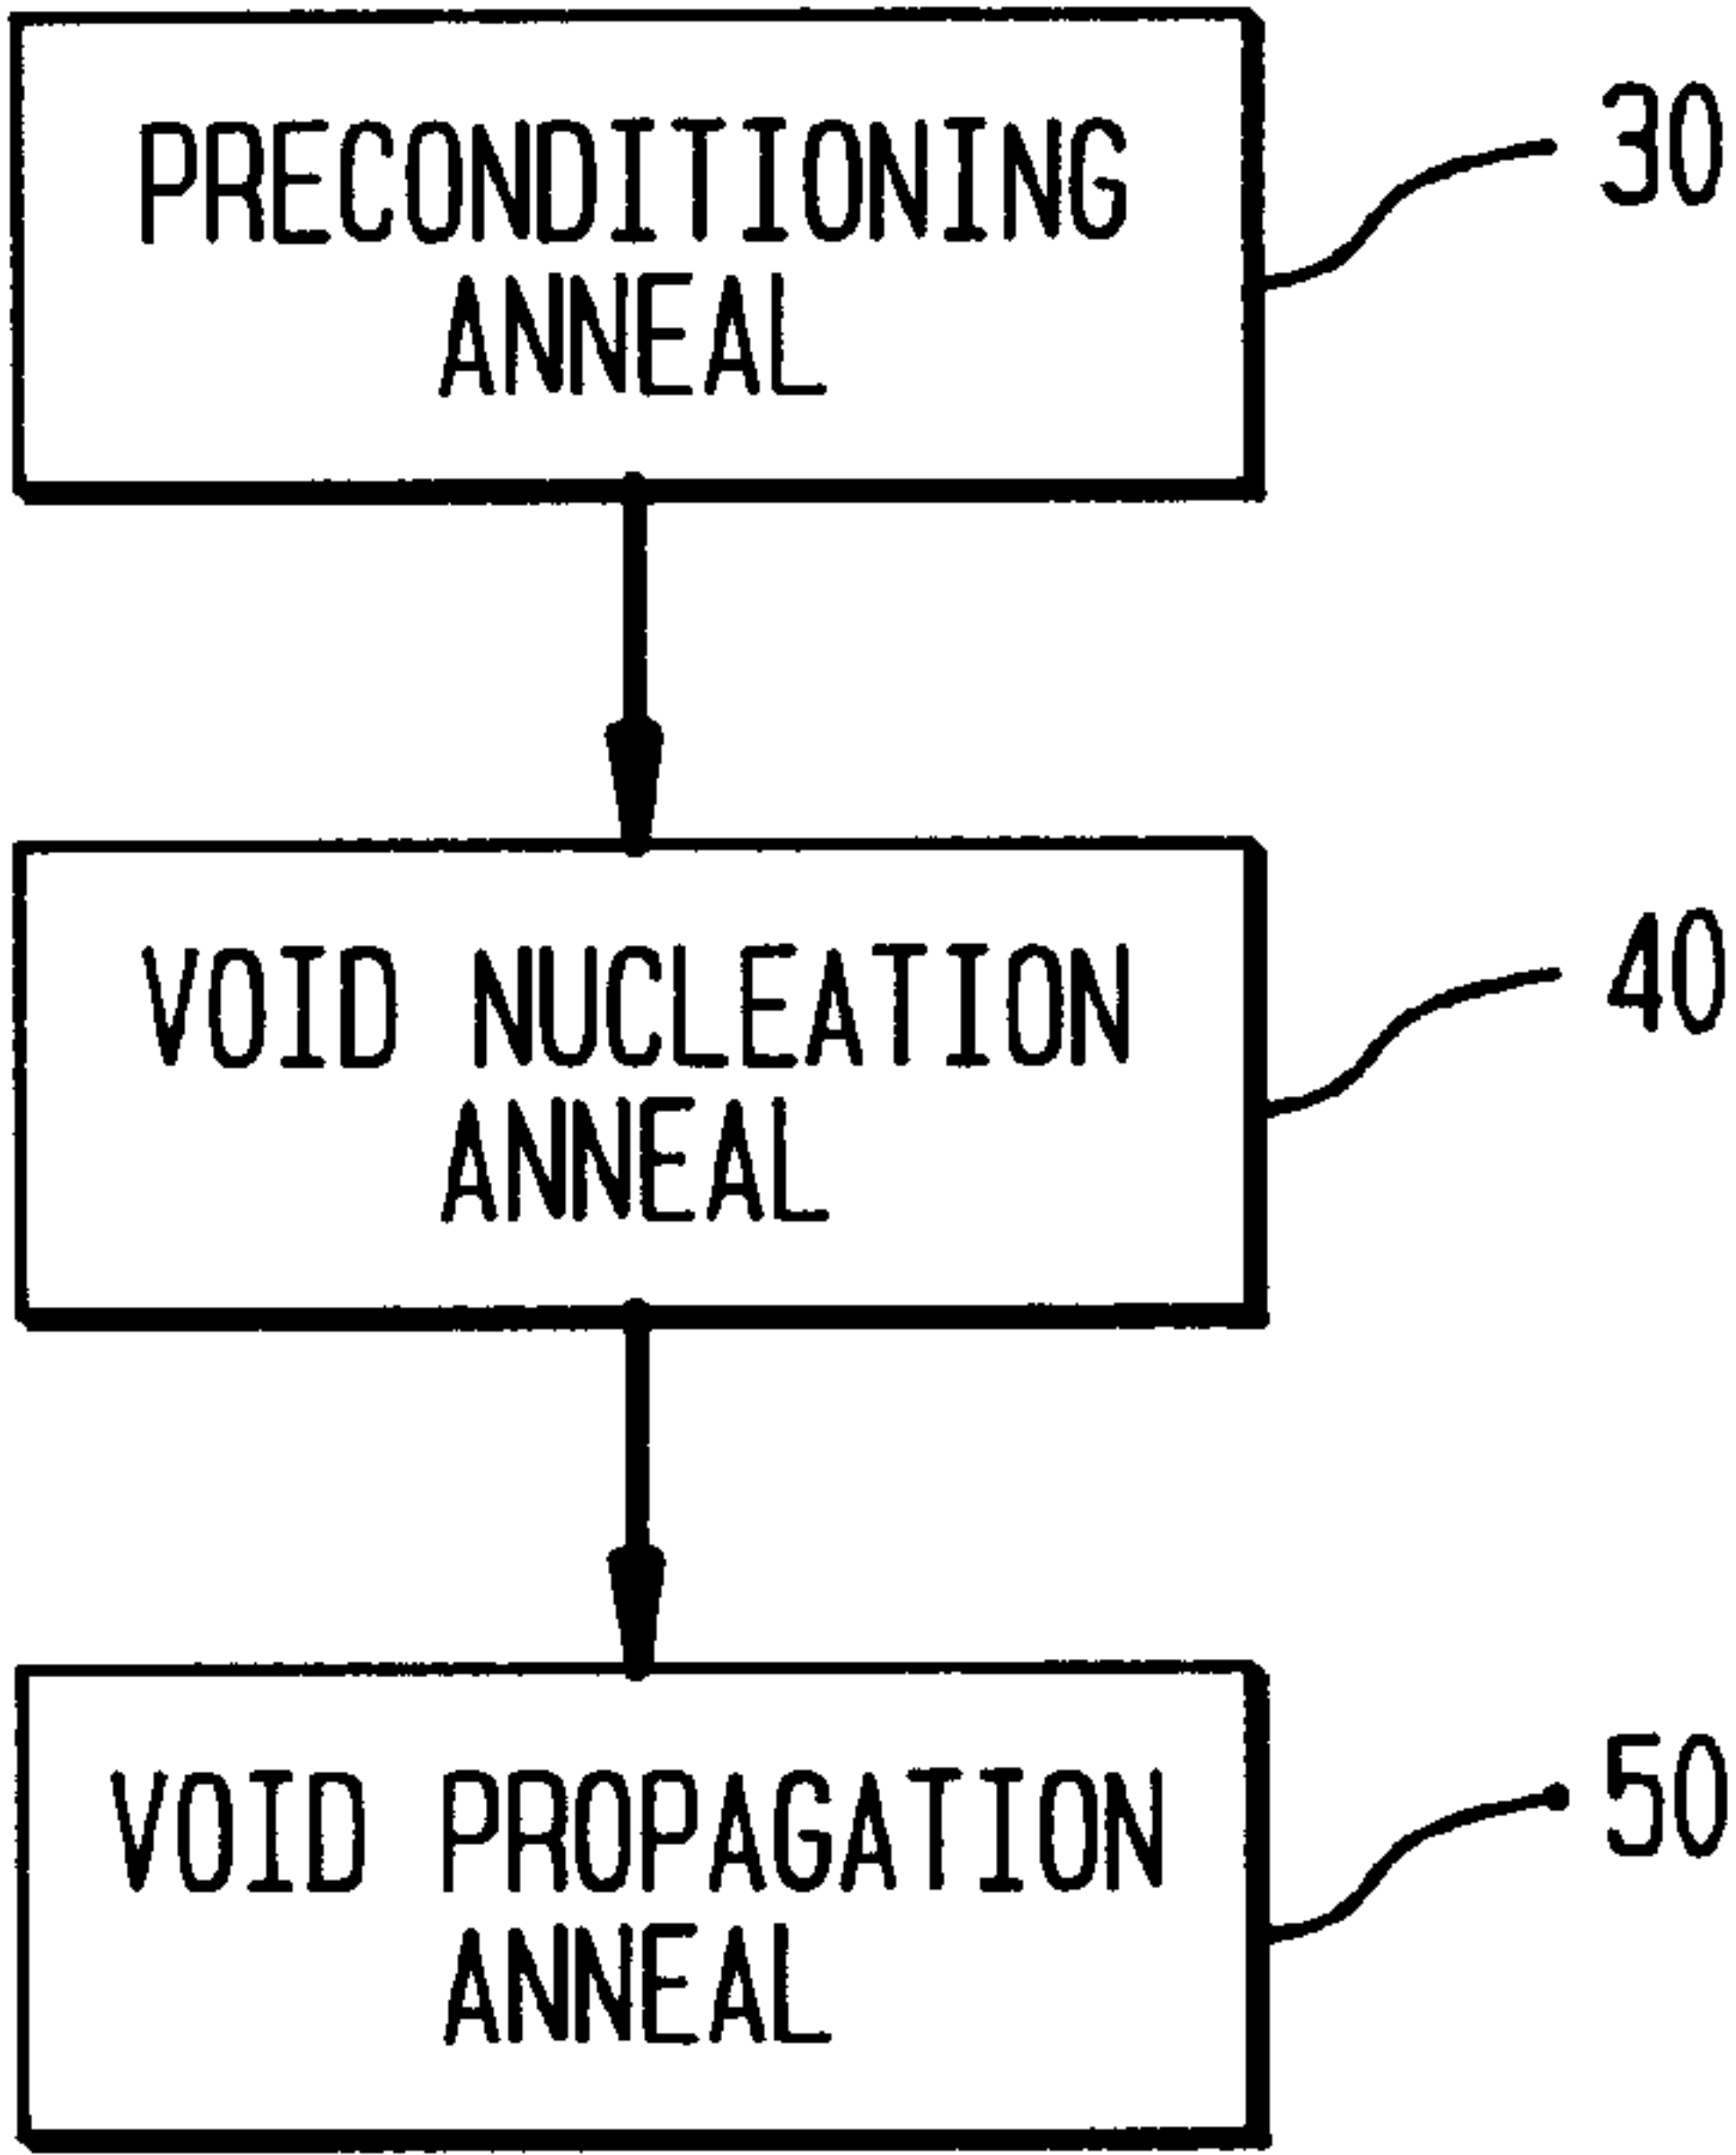 PRECONDITIONING
ANNEAL
30
VOID NUCLEATION
ANNEAL
40
VOID PROPAGATION
ANNEAL
50